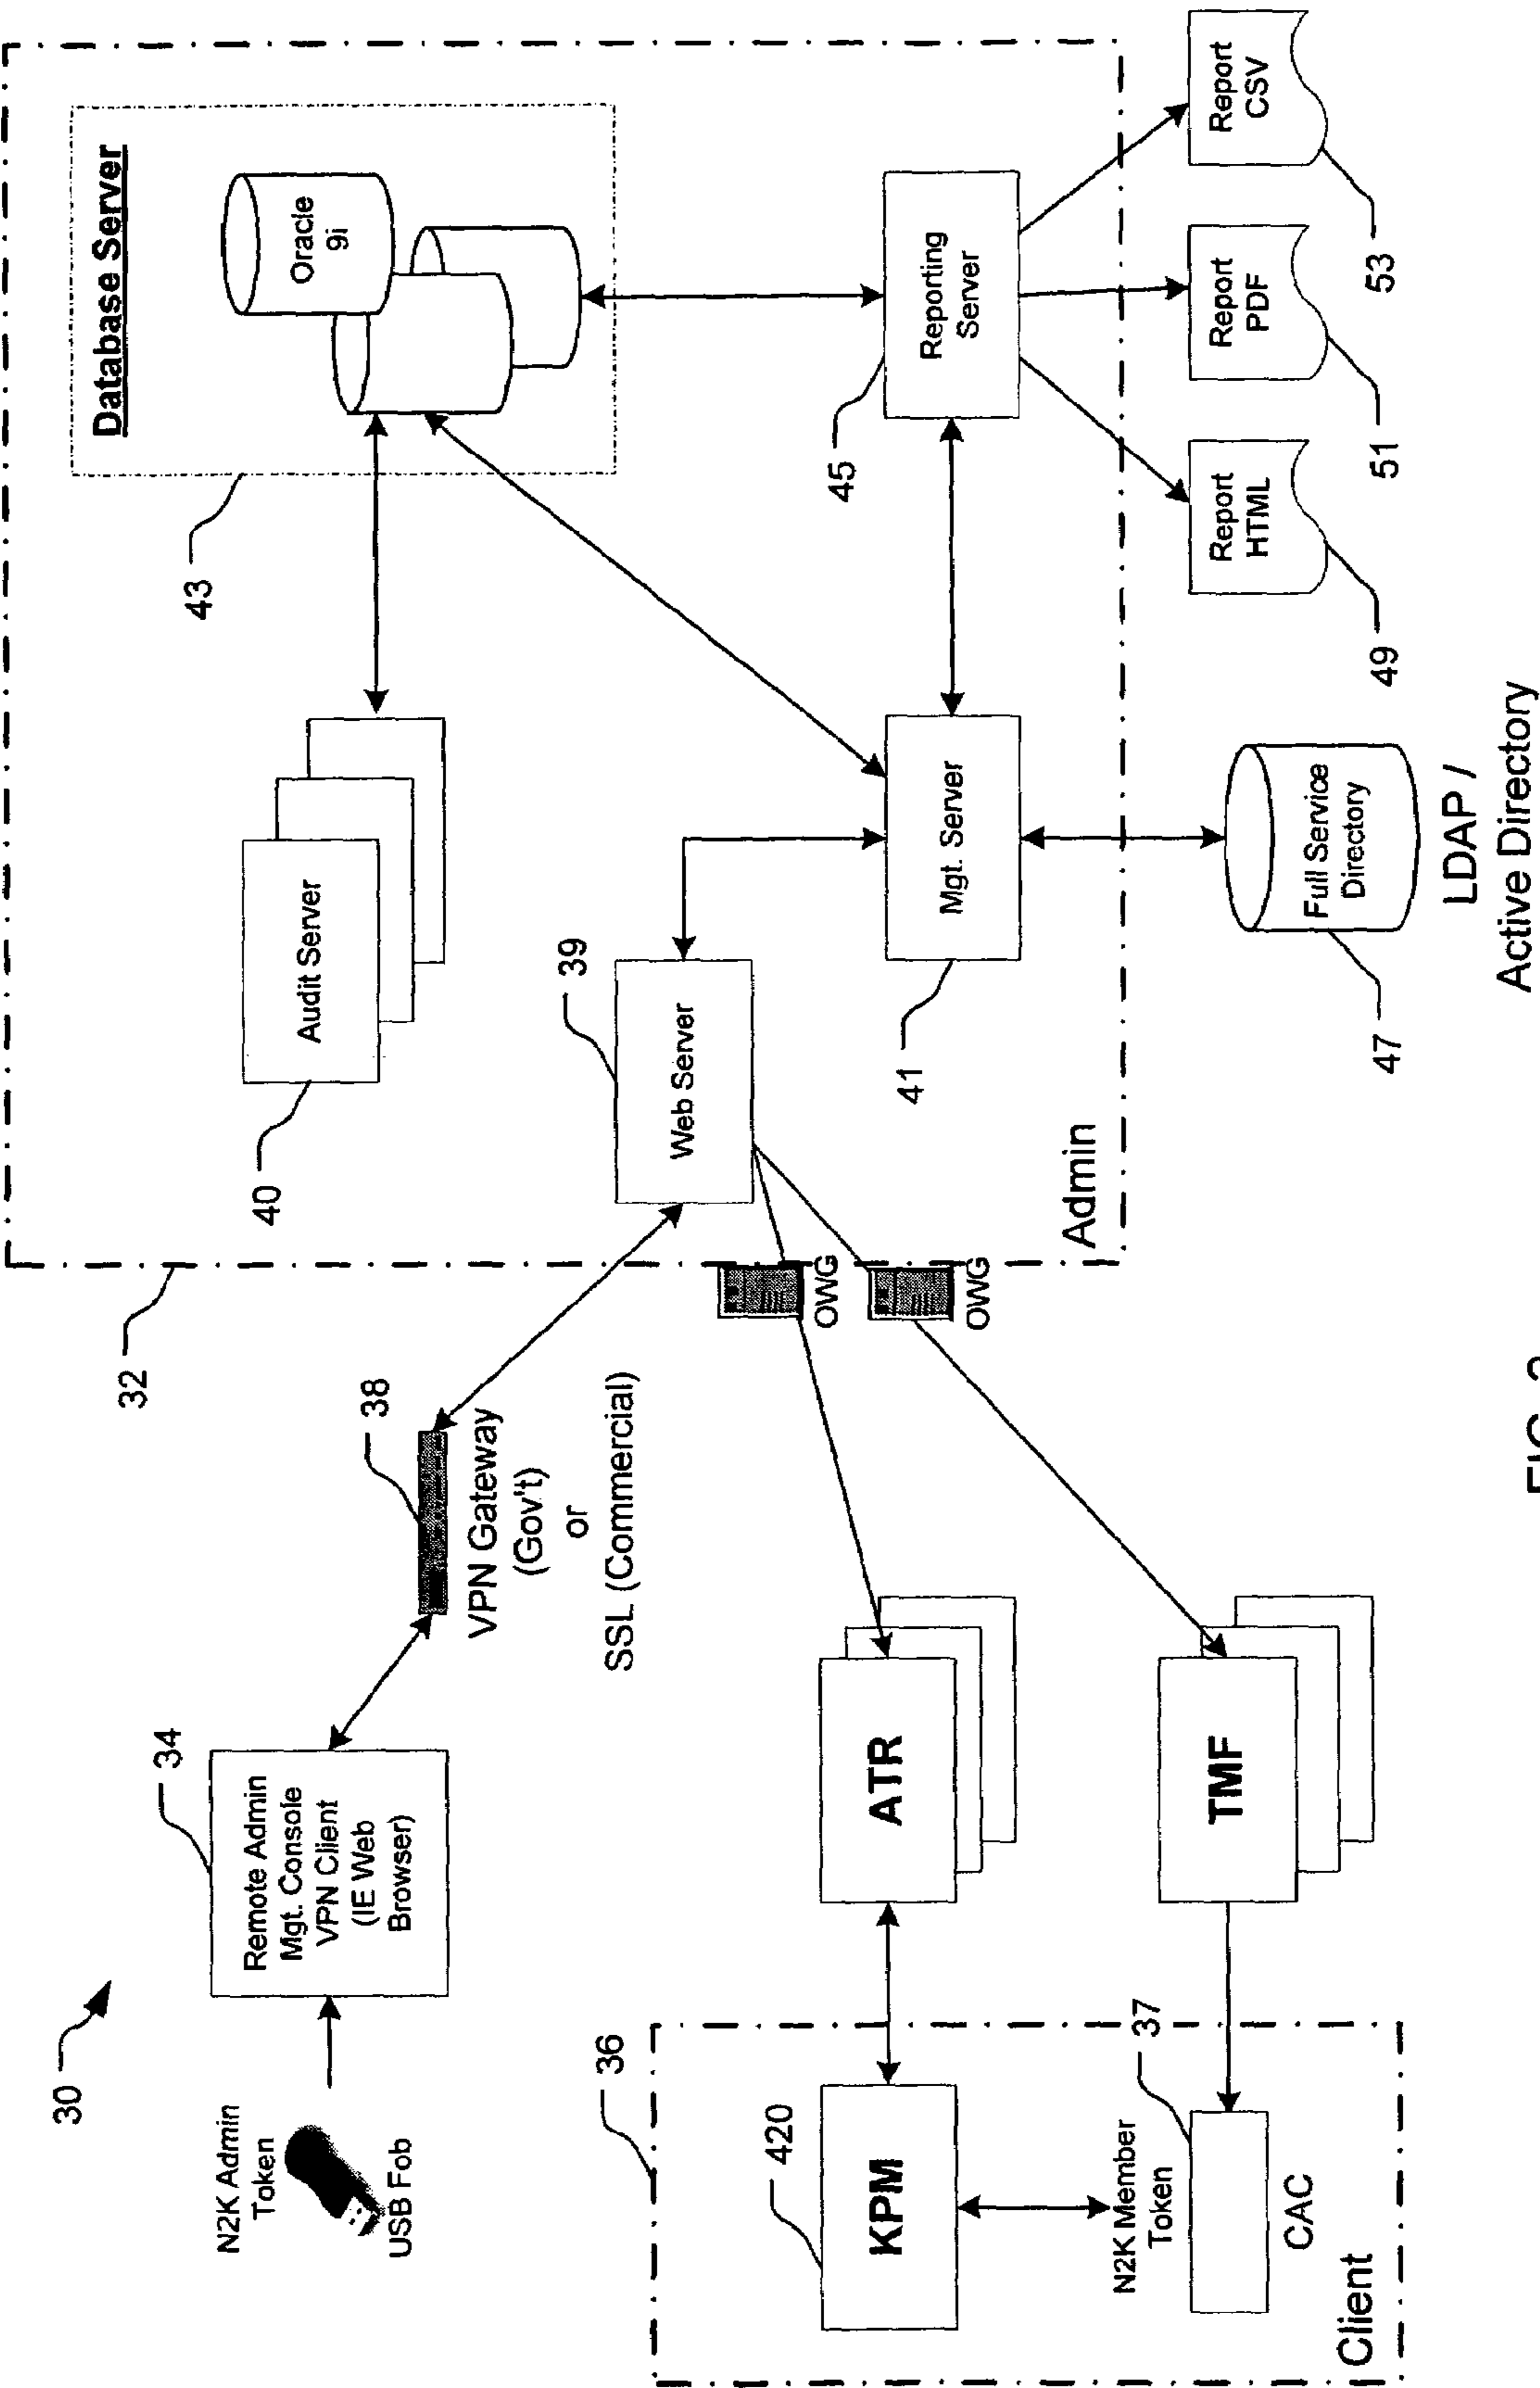 30
N2K Admin
Token
USB Fob
34
Remote Admin
Mgt. Console
VPN Client
(IE Web
Browser)
38
VPN Gateway
(Gov't)
or
SSL (Commercial)
32
40
Audit Server
43
Database Server
Oracle
9i
39
Web Server
OWG
OWG
41
Mgt. Server
45
Reporting
Server
Admin
36
420
KPM
N2K Member
Token
37
CAC
Client
ATR
TMF
47
Full Service
Directory
LDAP /
Active Directory
49
Report
HTML
51
Report
PDF
53
Report
CSV